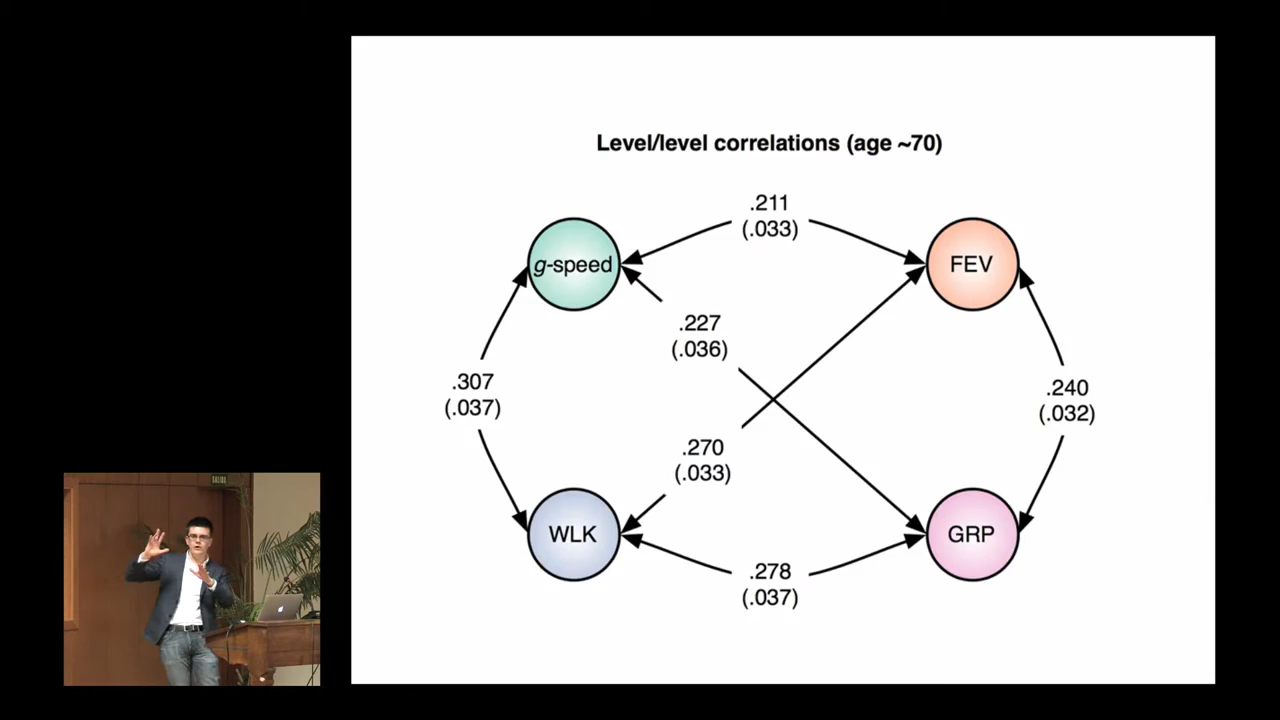 Level/level correlations (age ~70)
.211
(.033)
g-speed
FEV
.227
(.036)
.307
(.037)
.240
(.032)
.270
(.033)
WLK
GRP
.278
(.037)
SALIDA